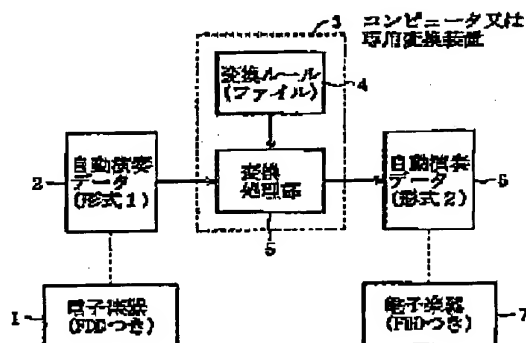 3 コンピュータ又は
専用変換装置
変換ルール
(ファイル)
4
2
自動演奏
データ
(形式1)
変換
処理部
5
自動演奏
データ
(形式2)
6
1
電子楽器
(FDDつき)
電子楽器
(FDDつき)
7